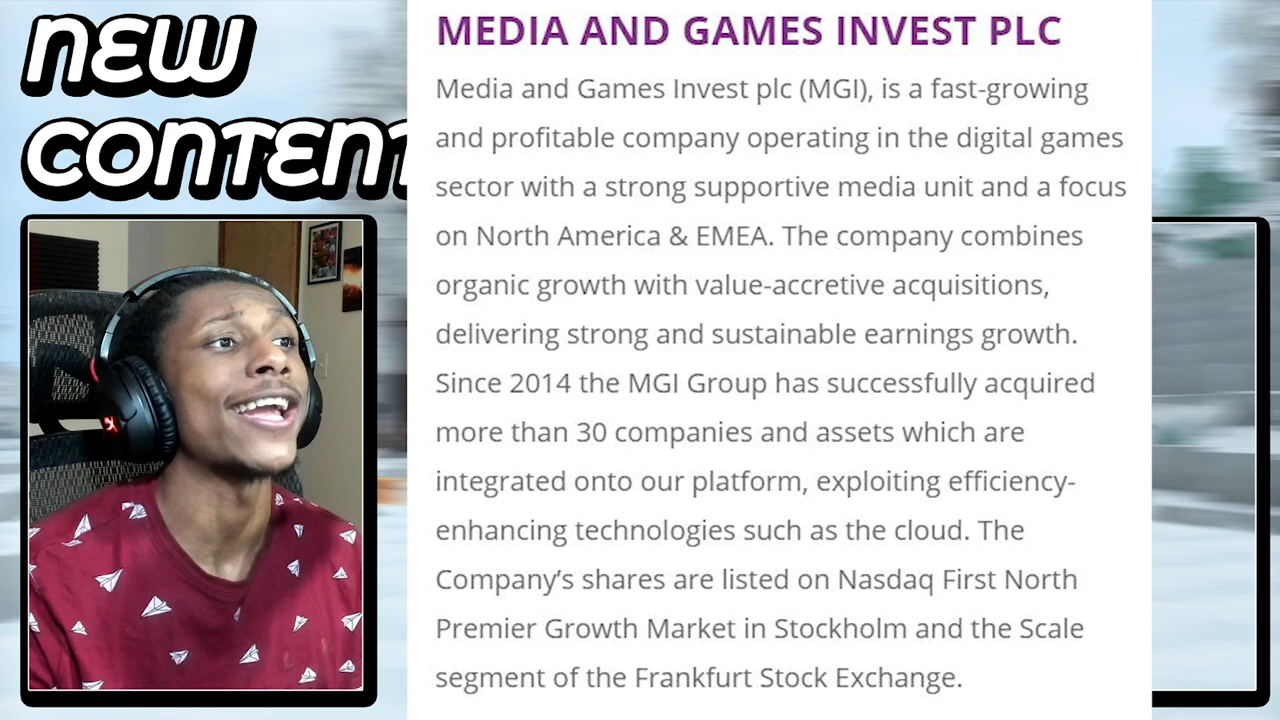 NEW
CONTENT
MEDIA AND GAMES INVEST PLC
Media and Games Invest plc (MGI), is a fast-growing
and profitable company operating in the digital games
sector with a strong supportive media unit and a focus
on North America & EMEA. The company combines
organic growth with value-accretive acquisitions,
delivering strong and sustainable earnings growth.
Since 2014 the MGI Group has successfully acquired
more than 30 companies and assets which are
integrated onto our platform, exploiting efficiency-
enhancing technologies such as the cloud. The
Company’s shares are listed on Nasdaq First North
Premier Growth Market in Stockholm and the Scale
segment of the Frankfurt Stock Exchange.